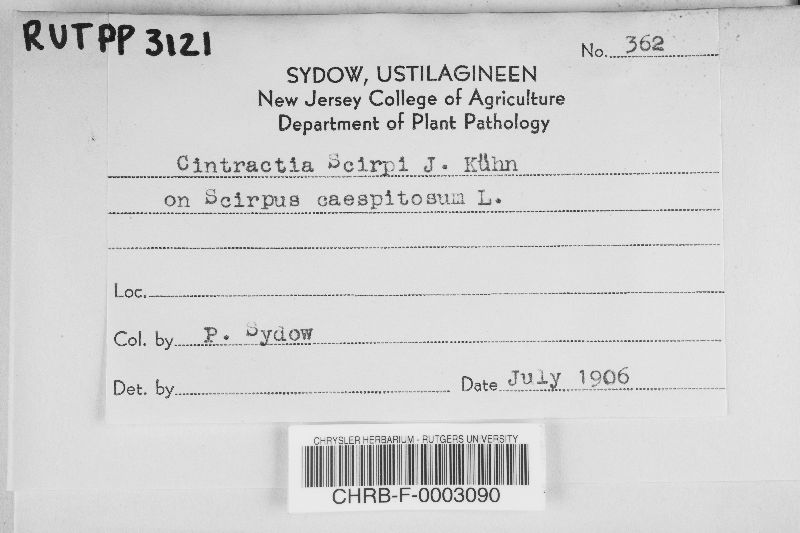 RUTPP 3121
No. 362
SYDOW, USTILAGINEEN
New Jersey College of Agriculture
Department of Plant Pathology
Cintractia Scirpi J. Kühn
on Scirpus caespitosum L.
Loc.
Col. by P. Sydow
Det. by
Date July 1906
CHRYSLER HERBARIUM - RUTGERS UNIVERSITY
CHRB-F-0003090